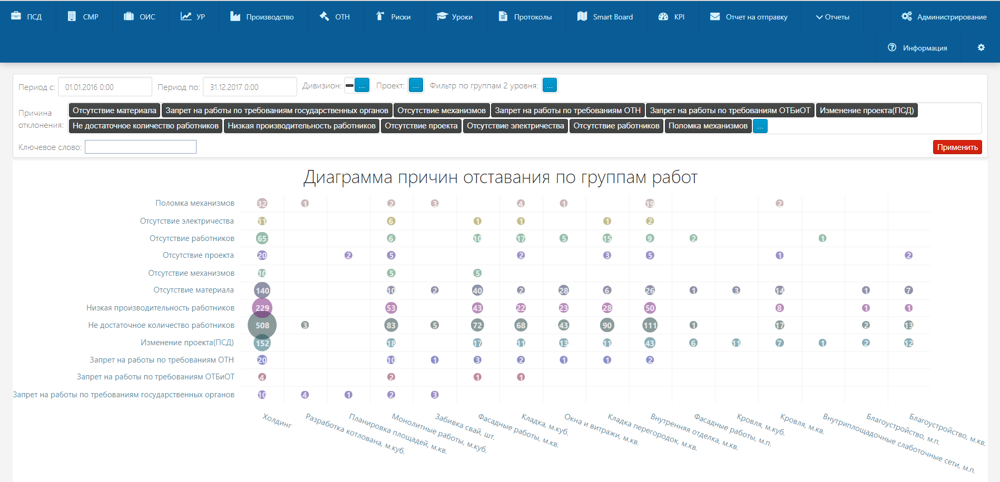 ПСД СМР ОИС УР Производство ОТН Риски Уроки Протоколы Smart Board KPI Отчет на отправку Отчеты Администрирование
Информация
Период с: 01.01.2016 0:00 Период по: 31.12.2017 0:00 Дивизион: ... Проект: ... Фильтр по группам 2 уровня: ...
Причина отклонения:
Отсутствие материала Запрет на работы по требованиям государственных органов Отсутствие механизмов Запрет на работы по требованиям ОТН Запрет на работы по требованиям ОТБиОТ Изменение проекта(ПСД)
Не достаточное количество работников Низкая производительность работников Отсутствие проекта Отсутствие электричества Отсутствие работников Поломка механизмов ...
Ключевое слово: Применить
Диаграмма причин отставания по группам работ
Поломка механизмов 32 1 2 3 4 1 19 2
Отсутствие электричества 11 6 1 1 1 2
Отсутствие работников 65 6 10 17 5 15 9 2 1
Отсутствие проекта 20 2 5 2 3 5 1 2
Отсутствие механизмов 10 5 5
Отсутствие материала 140 10 2 40 2 28 6 26 1 3 14 1 7
Низкая производительность работников 229 53 43 22 23 28 50 8 1 1
Не достаточное количество работников 508 3 83 5 72 68 43 90 111 1 17 2 13
Изменение проекта(ПСД) 152 18 17 11 13 11 43 6 11 7 1 2 12
Запрет на работы по требованиям ОТН 20 10 1 3 2 1 1 2
Запрет на работы по требованиям ОТБиОТ 4 2 1 1
Запрет на работы по требованиям государственных органов 10 4 1 2 3
Холдинг
Разработка котлована, м.куб.
Планировка площадей, м.кв.
Монолитные работы, м.куб.
Забивка свай, шт.
Фасадные работы, м.кв.
Кладка, м.куб.
Окна и витражи, м.кв.
Кладка перегородок, м.кв.
Внутренняя отделка, м.кв.
Фасадные работы, м.п.
Кровля, м.куб.
Кровля, м.кв.
Внутриплощадочные слаботочные сети, м.п.
Благоустройство, м.п.
Благоустройство, м.кв.